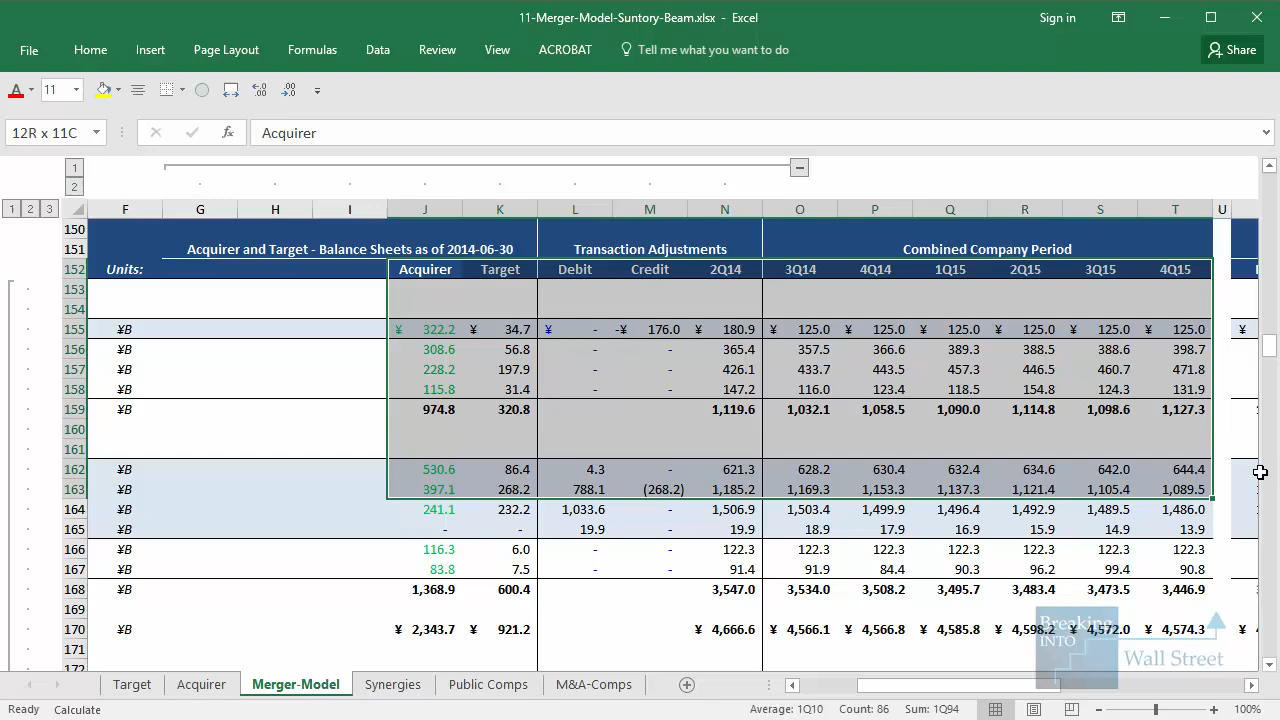 11-Merger-Model-Suntory-Beam.xlsx - Excel
Sign in
File Home Insert Page Layout Formulas Data Review View ACROBAT Tell me what you want to do Share
A 11
12R x 11C fx Acquirer
1
2
1 2 3 F G H I J K L M N O P Q R S T U
150
151 Acquirer and Target - Balance Sheets as of 2014-06-30 Transaction Adjustments Combined Company Period
152 Units: Acquirer Target Debit Credit 2Q14 3Q14 4Q14 1Q15 2Q15 3Q15 4Q15
153
154
155 ¥B ¥ 322.2 ¥ 34.7 ¥ - -¥ 176.0 ¥ 180.9 ¥ 125.0 ¥ 125.0 ¥ 125.0 ¥ 125.0 ¥ 125.0 ¥ 125.0 ¥
156 ¥B 308.6 56.8 - - 365.4 357.5 366.6 389.3 388.5 388.6 398.7
157 ¥B 228.2 197.9 - - 426.1 433.7 443.5 457.3 446.5 460.7 471.8
158 ¥B 115.8 31.4 - - 147.2 116.0 123.4 118.5 154.8 124.3 131.9
159 ¥B 974.8 320.8 1,119.6 1,032.1 1,058.5 1,090.0 1,114.8 1,098.6 1,127.3
160
161
162 ¥B 530.6 86.4 4.3 - 621.3 628.2 630.4 632.4 634.6 642.0 644.4
163 ¥B 397.1 268.2 788.1 (268.2) 1,185.2 1,169.3 1,153.3 1,137.3 1,121.4 1,105.4 1,089.5
164 ¥B 241.1 232.2 1,033.6 - 1,506.9 1,503.4 1,499.9 1,496.4 1,492.9 1,489.5 1,486.0
165 ¥B - - 19.9 - 19.9 18.9 17.9 16.9 15.9 14.9 13.9
166 ¥B 116.3 6.0 - - 122.3 122.3 122.3 122.3 122.3 122.3 122.3
167 ¥B 83.8 7.5 - - 91.4 91.9 84.4 90.3 96.2 99.4 90.8
168 ¥B 1,368.9 600.4 3,547.0 3,534.0 3,508.2 3,495.7 3,483.4 3,473.5 3,446.9
169
170 ¥B ¥ 2,343.7 ¥ 921.2 ¥ 4,666.6 ¥ 4,566.1 ¥ 4,566.8 ¥ 4,585.8 ¥ 4,598.2 ¥ 4,572.0 ¥ 4,574.3 ¥
171
172
Breaking
INTO
Wall Street
Target Acquirer Merger-Model Synergies Public Comps M&A-Comps
Ready Calculate Average: 1Q10 Count: 86 Sum: 1Q94 100%